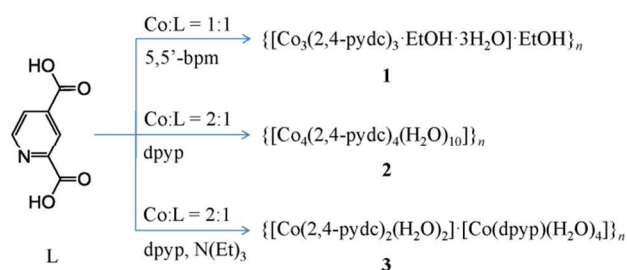 Co:L = 1:1
5,5'-bpm
{[Co₃(2,4-pydc)₃·EtOH·3H₂O]·EtOH}ₙ
1
HO
O
Co:L = 2:1
dpyp
{[Co₄(2,4-pydc)₄(H₂O)₁₀]}ₙ
2
N
O
HO
L
Co:L = 2:1
dpyp, N(Et)₃
{[Co(2,4-pydc)₂(H₂O)₂]·[Co(dpyp)(H₂O)₄]}ₙ
3